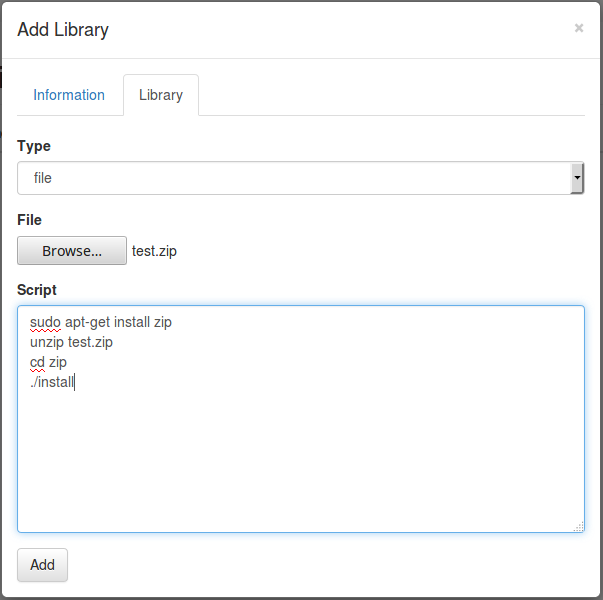 Add Library ×
Information Library
Type
file
File
Browse... test.zip
Script
sudo apt-get install zip
unzip test.zip
cd zip
./install
Add